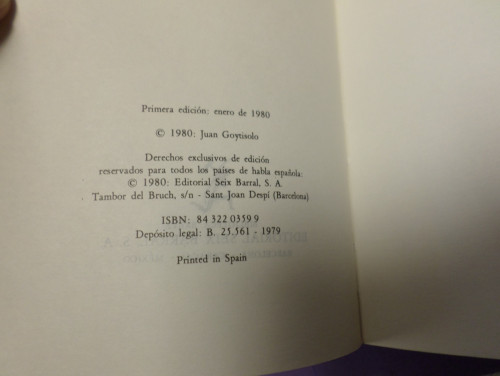 Primera edición: enero de 1980
© 1980: Juan Goytisolo
Derechos exclusivos de edición
reservados para todos los países de habla española:
© 1980: Editorial Seix Barral, S. A.
Tambor del Bruch, s/n - Sant Joan Despí (Barcelona)
ISBN: 84 322 0359 9
Depósito legal: B. 25.561 - 1979
Printed in Spain